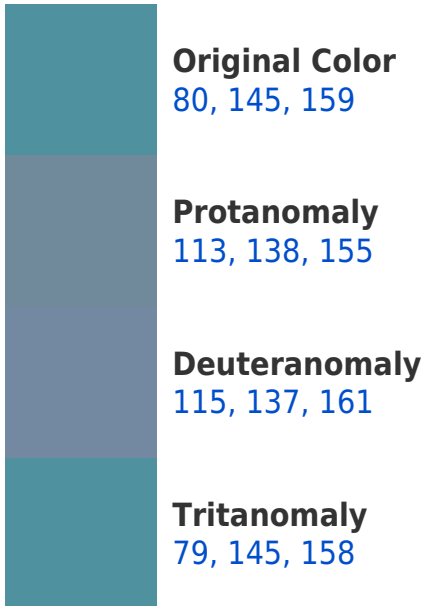 Original Color
80, 145, 159
Protanomaly
113, 138, 155
Deuteranomaly
115, 137, 161
Tritanomaly
79, 145, 158